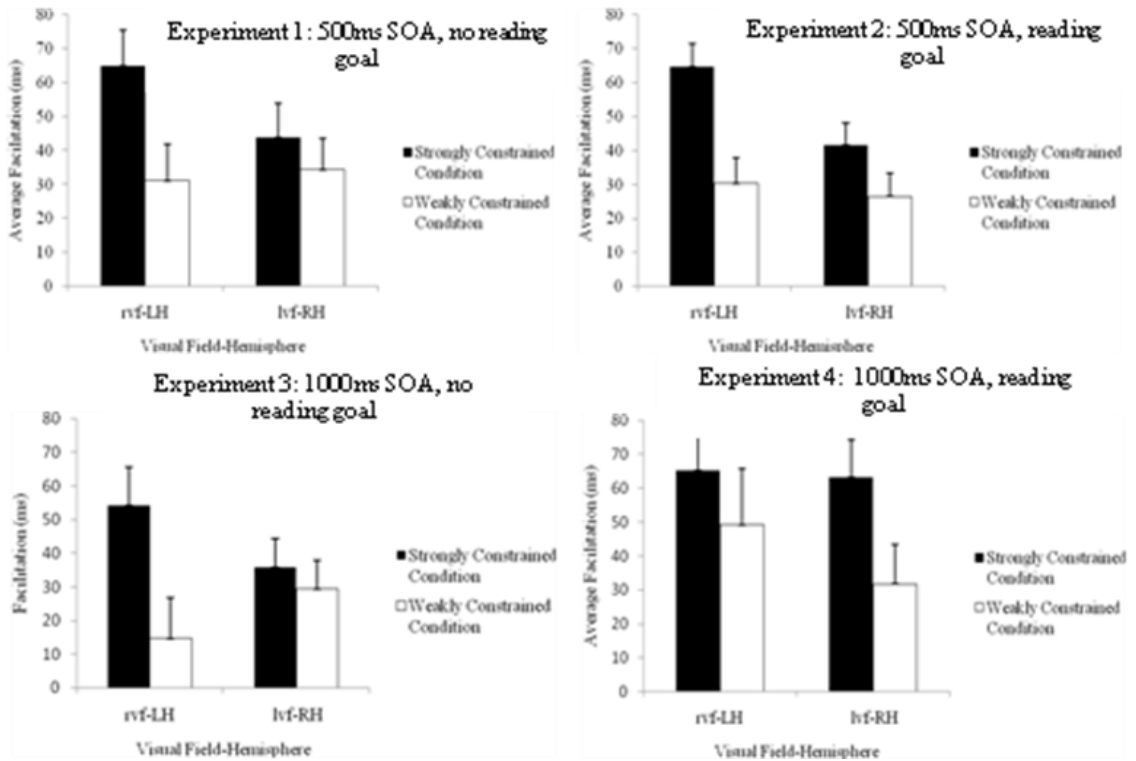 Experiment 1: 500ms SOA, no reading
goal
80
70
60
50
40
30
20
10
0
Average Facilitation (ms)
rvf-LH
lvf-RH
Visual Field-Hemisphere
Strongly Constrained
Condition
Weakly Constrained
Condition
Experiment 2: 500ms SOA, reading
goal
80
70
60
50
40
30
20
10
0
Average Facilitation (ms)
rvf-LH
lvf-RH
Visual Field-Hemisphere
Strongly Constrained
Condition
Weakly Constrained
Condition
Experiment 3: 1000ms SOA, no
reading goal
80
70
60
50
40
30
20
10
0
Facilitation (ms)
rvf-LH
lvf-RH
Visual Field-Hemisphere
Strongly Constrained
Condition
Weakly Constrained
Condition
Experiment 4: 1000ms SOA, reading
goal
80
70
60
50
40
30
20
10
0
Average Facilitation (ms)
rvf-LH
lvf-RH
Visual Field-Hemisphere
Strongly Constrained
Condition
Weakly Constrained
Condition